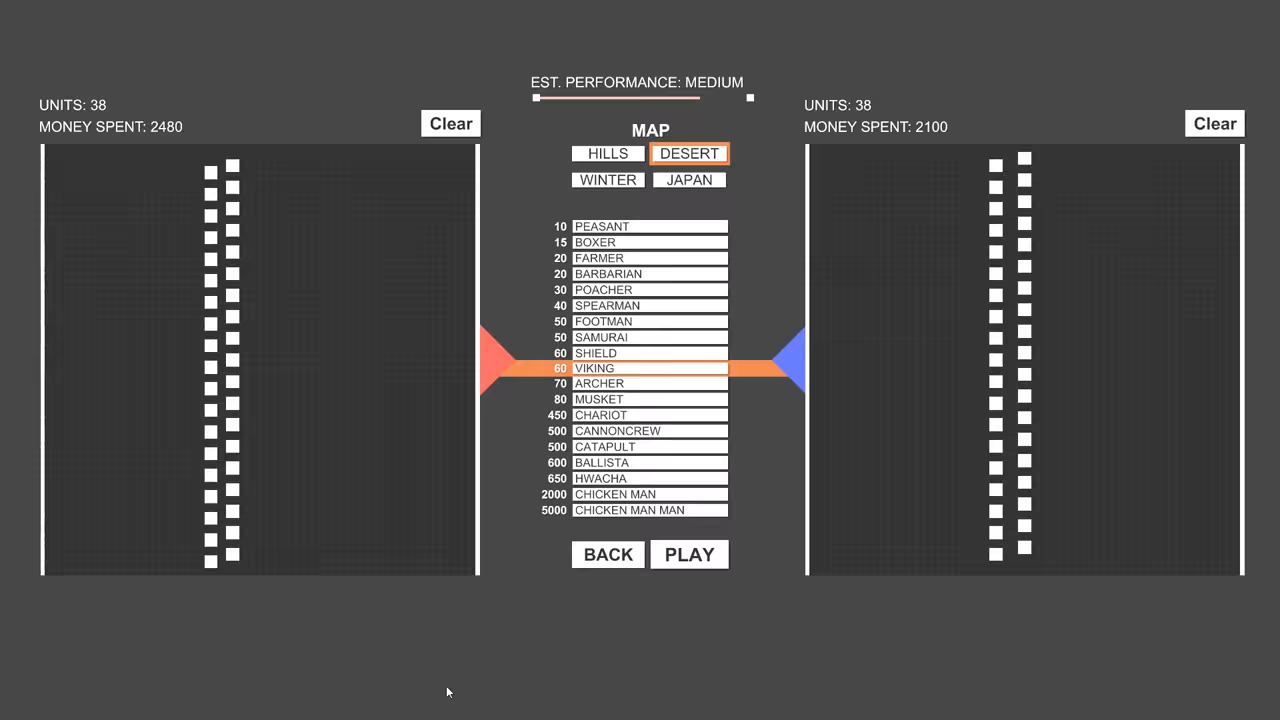 EST. PERFORMANCE: MEDIUM
UNITS: 38
MONEY SPENT: 2480
Clear
UNITS: 38
MONEY SPENT: 2100
Clear
MAP
HILLS DESERT
WINTER JAPAN
10 PEASANT
15 BOXER
20 FARMER
20 BARBARIAN
30 POACHER
40 SPEARMAN
50 FOOTMAN
50 SAMURAI
60 SHIELD
60 VIKING
70 ARCHER
80 MUSKET
450 CHARIOT
500 CANNONCREW
500 CATAPULT
600 BALLISTA
650 HWACHA
2000 CHICKEN MAN
5000 CHICKEN MAN MAN
BACK PLAY